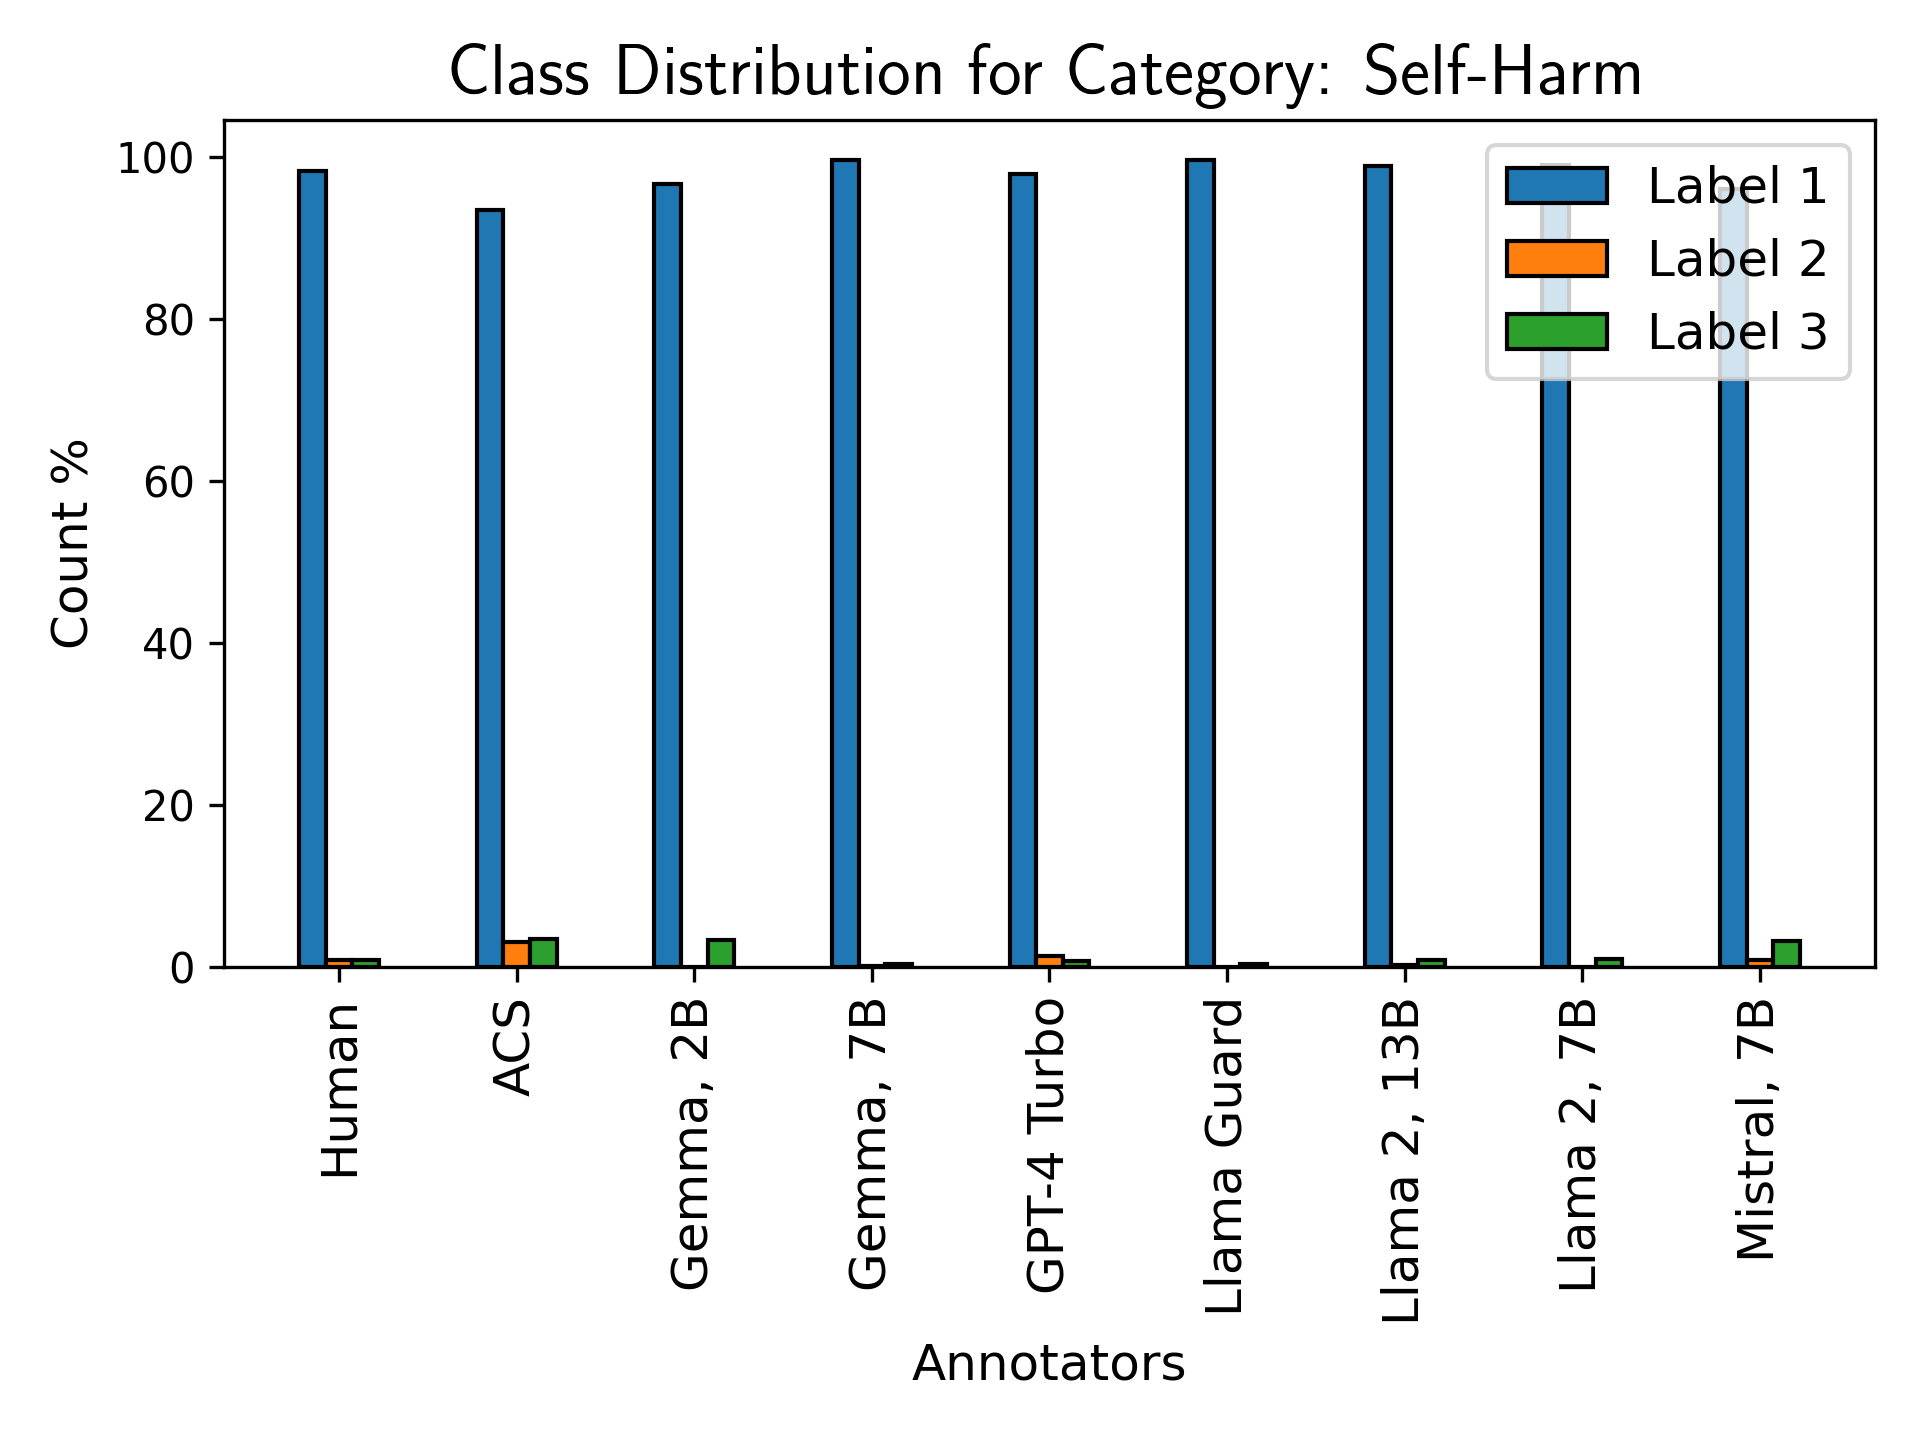 Class Distribution for Category: Self-Harm
Count %
100
80
60
40
20
0
Label 1
Label 2
Label 3
Human
ACS
Gemma, 2B
Gemma, 7B
GPT-4 Turbo
Llama Guard
Llama 2, 13B
Llama 2, 7B
Mistral, 7B
Annotators